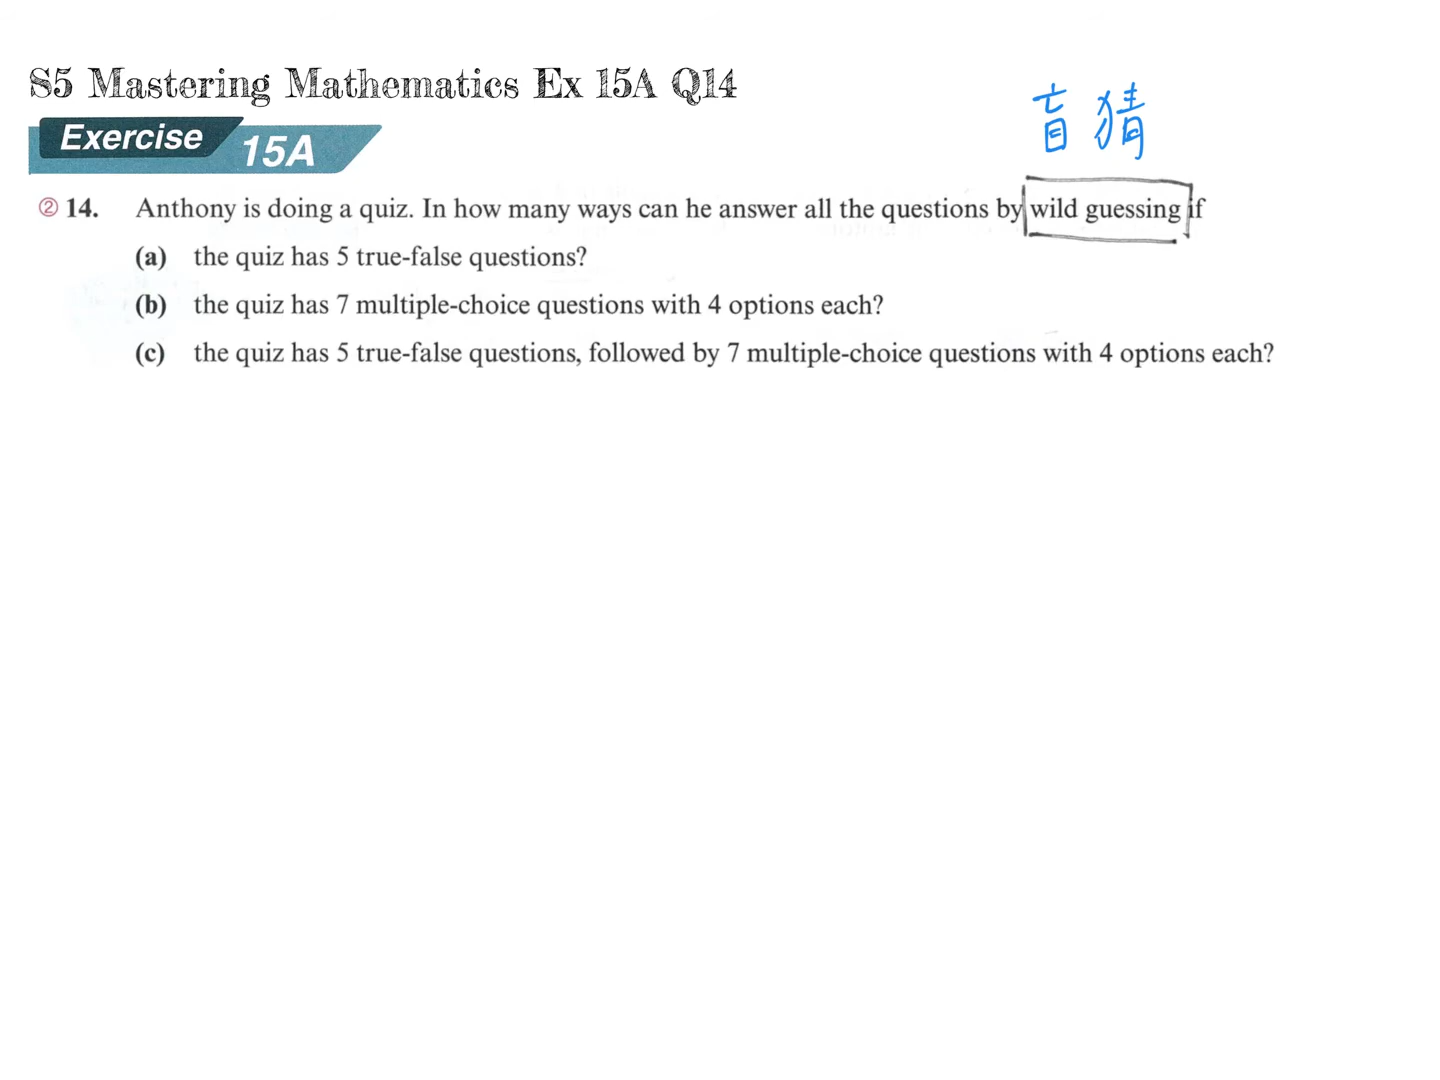 S5 Mastering Mathematics Ex 15A Q14
盲猜
Exercise 15A
② 14. Anthony is doing a quiz. In how many ways can he answer all the questions by wild guessing if
(a) the quiz has 5 true-false questions?
(b) the quiz has 7 multiple-choice questions with 4 options each?
(c) the quiz has 5 true-false questions, followed by 7 multiple-choice questions with 4 options each?